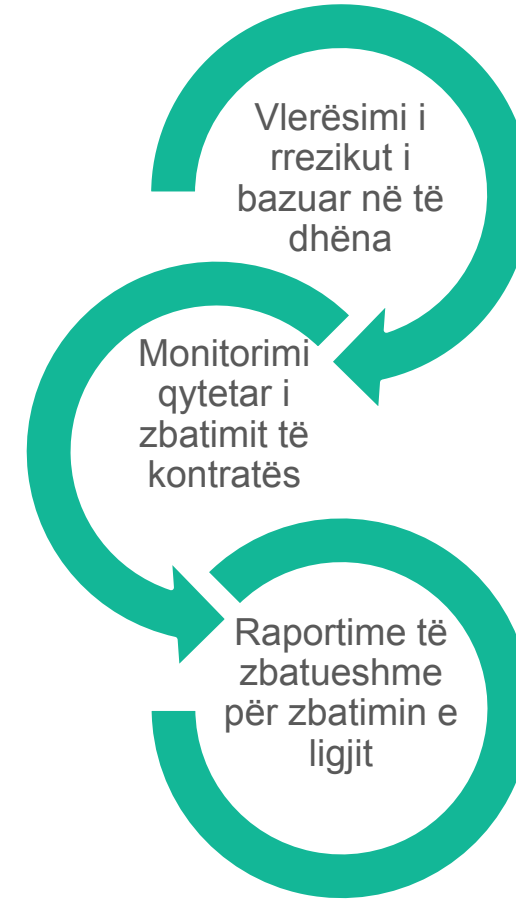 Vlerësimi i
rrezikut i
bazuar në të
dhëna
Monitorimi
qytetar i
zbatimit të
kontratës
Raportime të
zbatueshme
për zbatimin e
ligjit